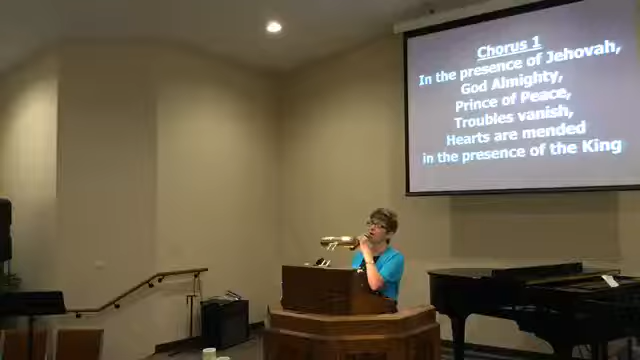 Chorus 1
In the presence of Jehovah,
God Almighty,
Prince of Peace,
Troubles vanish,
Hearts are mended
in the presence of the King